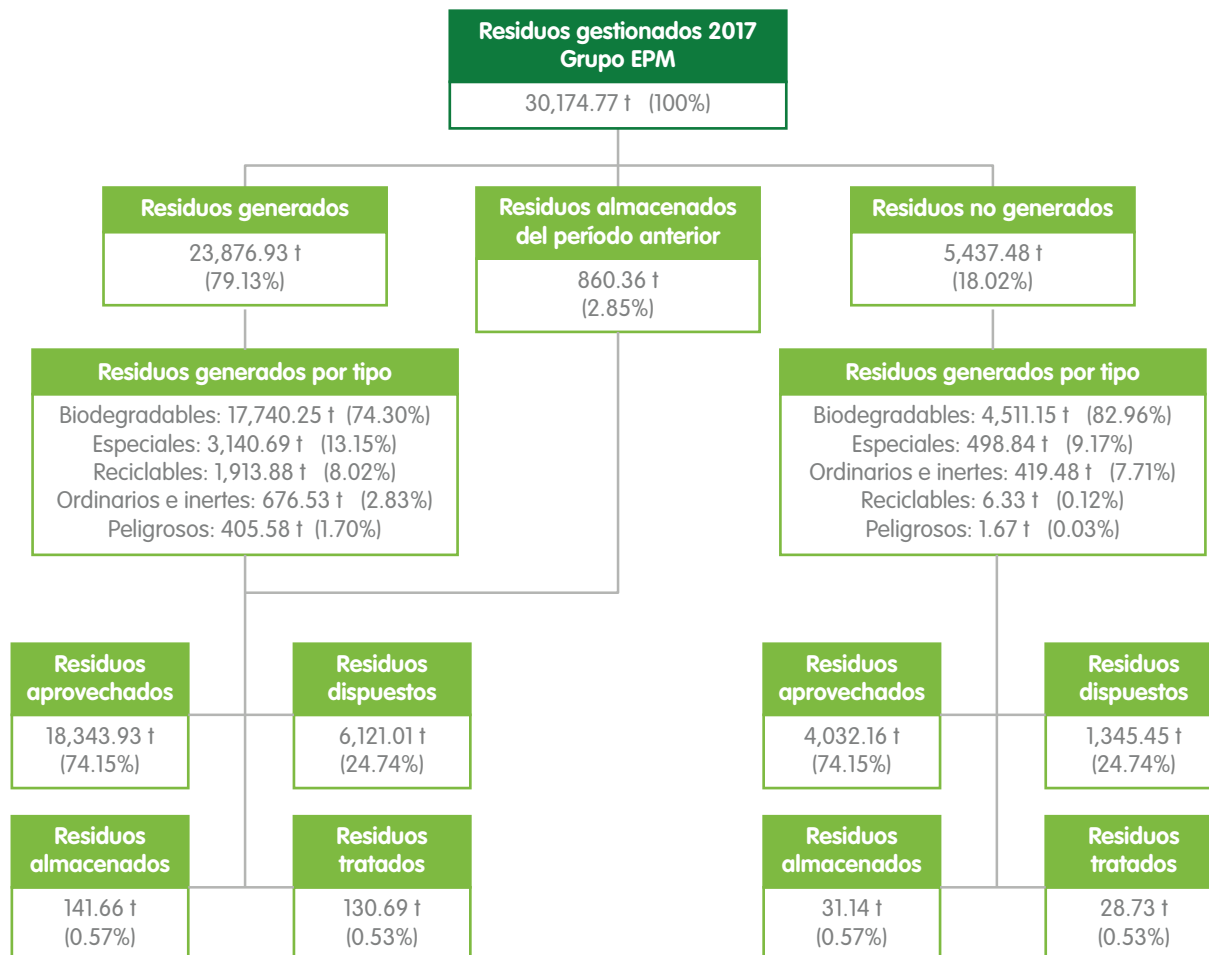 Residuos gestionados 2017
Grupo EPM
30,174.77 t (100%)
Residuos generados
23,876.93 t
(79.13%)
Residuos almacenados
del período anterior
860.36 t
(2.85%)
Residuos no generados
5,437.48 t
(18.02%)
Residuos generados por tipo
Biodegradables: 17,740.25 t (74.30%)
Especiales: 3,140.69 t (13.15%)
Reciclables: 1,913.88 t (8.02%)
Ordinarios e inertes: 676.53 t (2.83%)
Peligrosos: 405.58 t (1.70%)
Residuos generados por tipo
Biodegradables: 4,511.15 t (82.96%)
Especiales: 498.84 t (9.17%)
Ordinarios e inertes: 419.48 t (7.71%)
Reciclables: 6.33 t (0.12%)
Peligrosos: 1.67 t (0.03%)
Residuos
aprovechados
18,343.93 t
(74.15%)
Residuos
dispuestos
6,121.01 t
(24.74%)
Residuos
aprovechados
4,032.16 t
(74.15%)
Residuos
dispuestos
1,345.45 t
(24.74%)
Residuos
almacenados
141.66 t
(0.57%)
Residuos
tratados
130.69 t
(0.53%)
Residuos
almacenados
31.14 t
(0.57%)
Residuos
tratados
28.73 t
(0.53%)